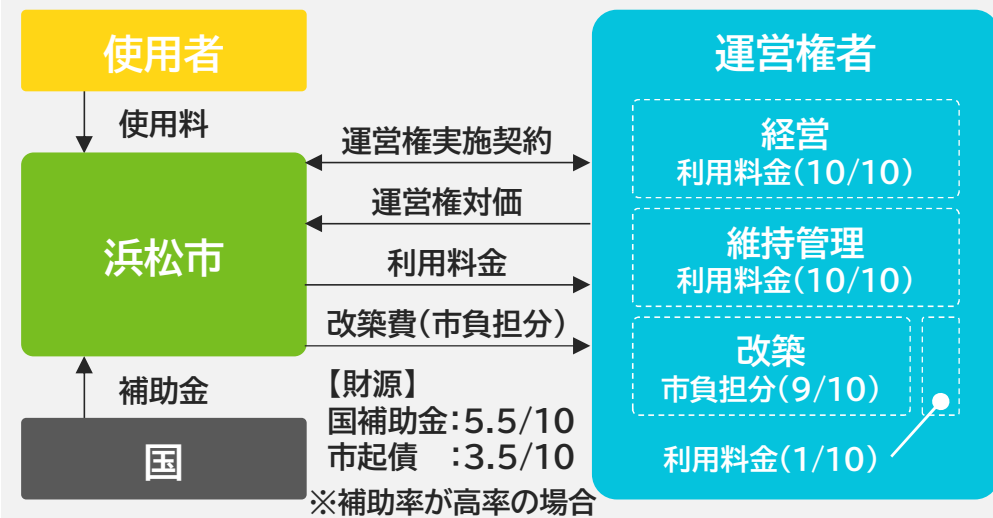 使用者
使用料
浜松市
補助金
国
運営権実施契約
運営権対価
利用料金
改築費(市負担分)
【財源】
国補助金:5.5/10
市起債 :3.5/10
※補助率が高率の場合
運営権者
経営
利用料金(10/10)
維持管理
利用料金(10/10)
改築
市負担分(9/10)
利用料金(1/10)